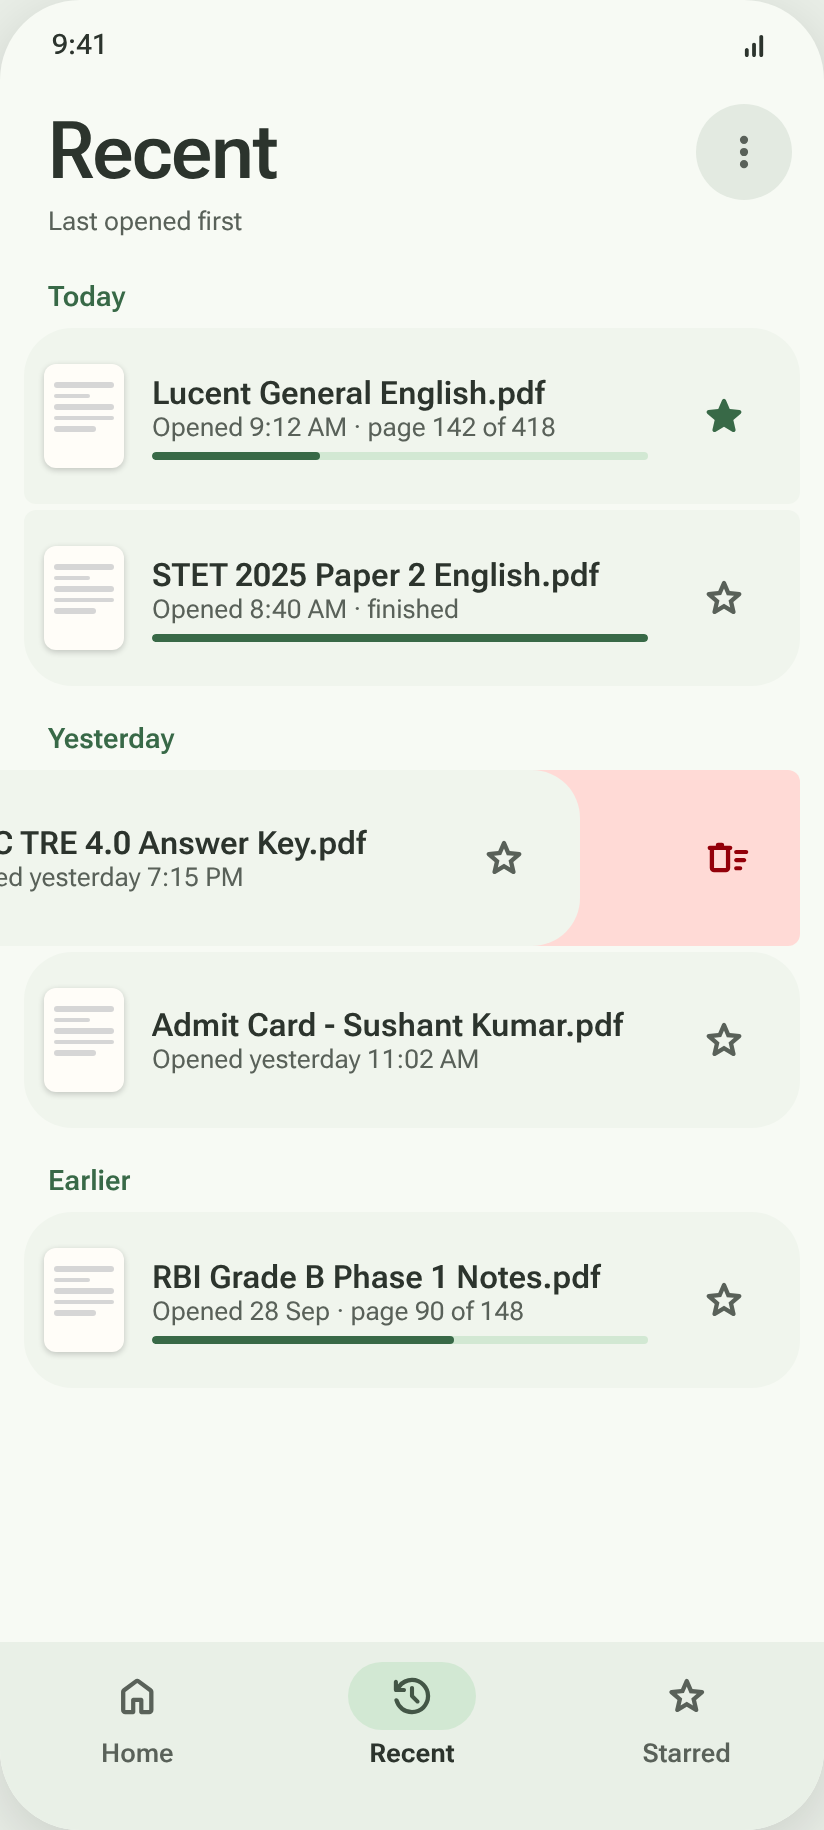 9:41
Recent
Last opened first
Today
Lucent General English.pdf
Opened 9:12 AM · page 142 of 418
STET 2025 Paper 2 English.pdf
Opened 8:40 AM · finished
Yesterday
C TRE 4.0 Answer Key.pdf
ed yesterday 7:15 PM
Admit Card - Sushant Kumar.pdf
Opened yesterday 11:02 AM
Earlier
RBI Grade B Phase 1 Notes.pdf
Opened 28 Sep · page 90 of 148
Home
Recent
Starred